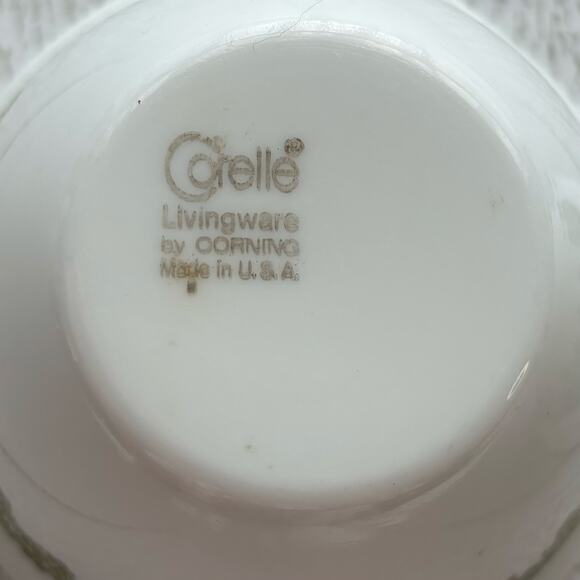 Corelle®
Livingware
by CORNING
Made in U.S.A.